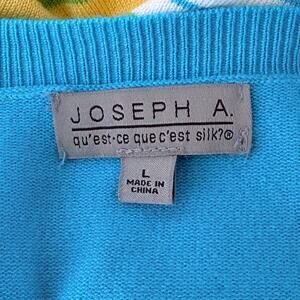 JOSEPH A.
qu'est-ce que c'est silk?®
L
MADE IN
CHINA